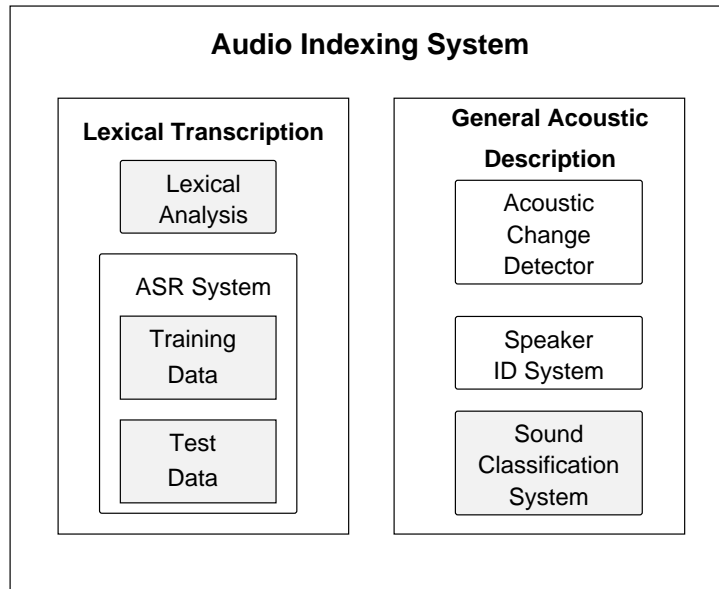 Audio Indexing System
Lexical Transcription
Lexical
Analysis
ASR System
Training
Data
Test
Data
General Acoustic
Description
Acoustic
Change
Detector
Speaker
ID System
Sound
Classification
System